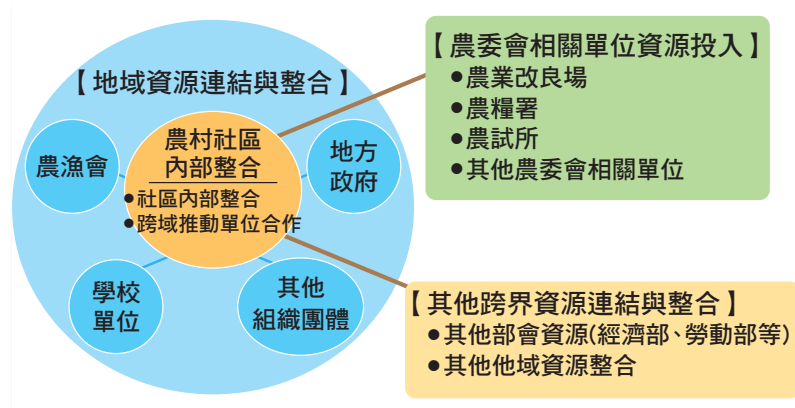 【地域資源連結與整合】
農村社區
內部整合
●社區內部整合
●跨域推動單位合作
農漁會
地方
政府
學校
單位
其他
組織團體
【農委會相關單位資源投入】
●農業改良場
●農糧署
●農試所
●其他農委會相關單位
【其他跨界資源連結與整合】
●其他部會資源(經濟部、勞動部等)
●其他他域資源整合